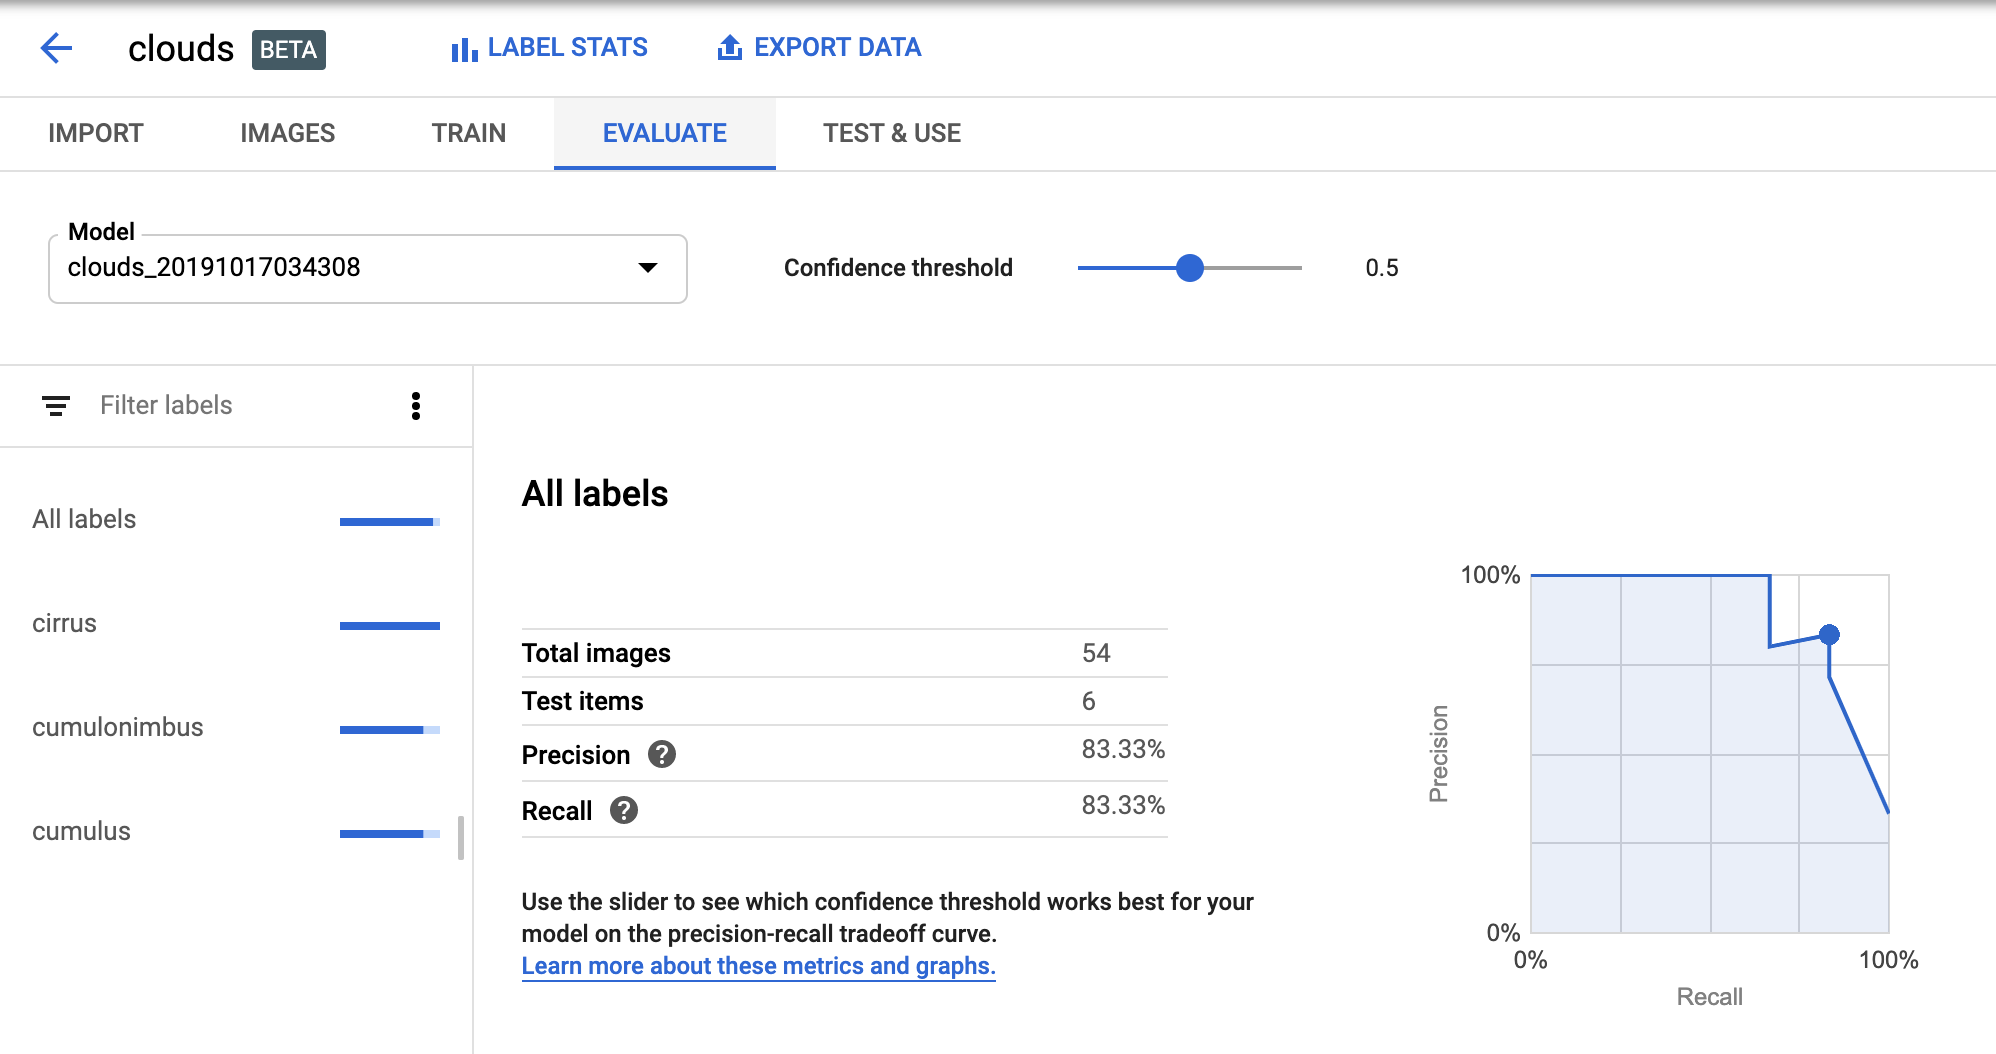 clouds BETA LABEL STATS EXPORT DATA
IMPORT IMAGES TRAIN EVALUATE TEST & USE
Model
clouds_20191017034308
Confidence threshold 0.5
Filter labels
All labels
cirrus
cumulonimbus
cumulus
All labels
Total images 54
Test items 6
Precision ? 83.33%
Recall ? 83.33%
Use the slider to see which confidence threshold works best for your
model on the precision-recall tradeoff curve.
Learn more about these metrics and graphs.
100%
Precision
0%
0% 100%
Recall